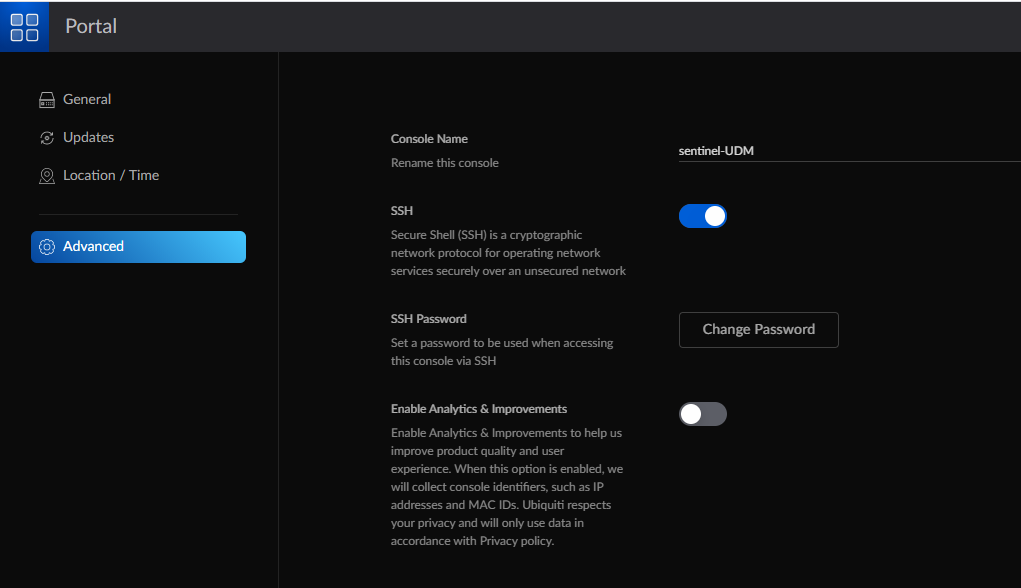 Portal
General
Updates
Location / Time
Advanced
Console Name
Rename this console
sentinel-UDM
SSH
Secure Shell (SSH) is a cryptographic
network protocol for operating network
services securely over an unsecured network
SSH Password
Set a password to be used when accessing
this console via SSH
Change Password
Enable Analytics & Improvements
Enable Analytics & Improvements to help us
improve product quality and user
experience. When this option is enabled, we
will collect console identifiers, such as IP
addresses and MAC IDs. Ubiquiti respects
your privacy and will only use data in
accordance with Privacy policy.